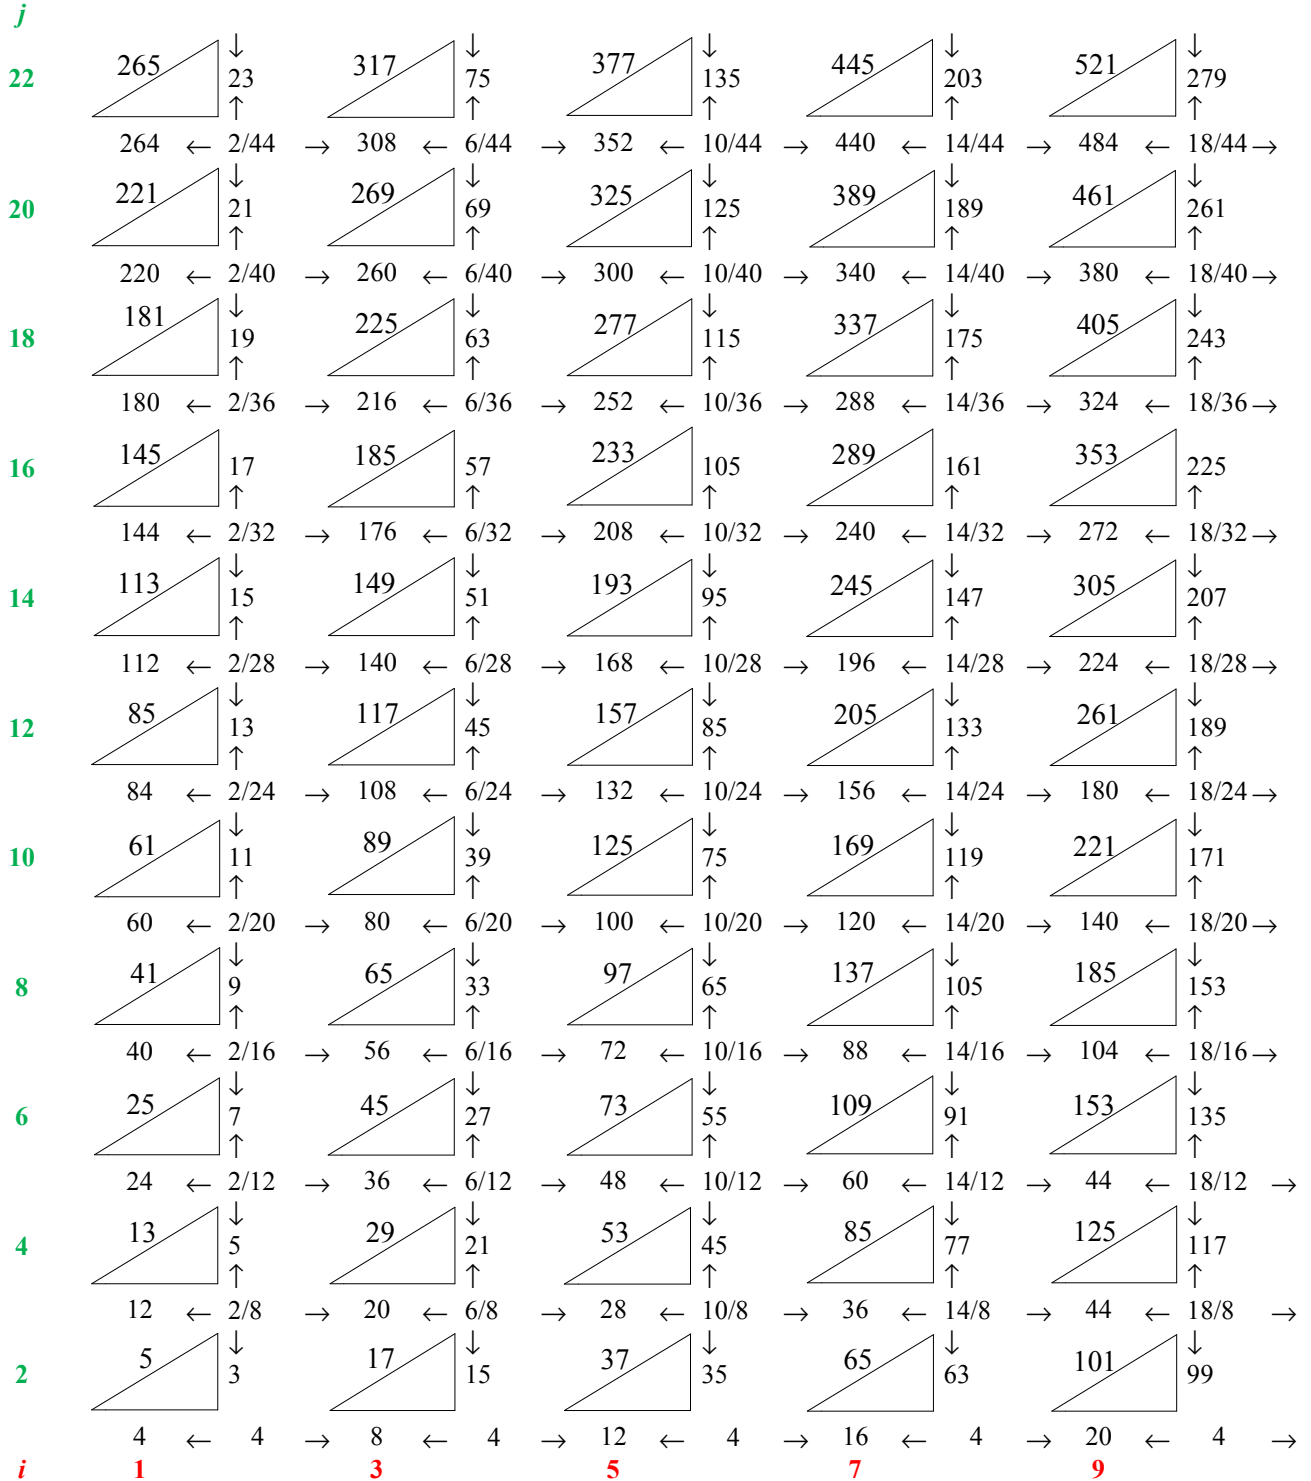 j
22 265 ↓ 317 ↓ 377 ↓ 445 ↓ 521 ↓
23 75 135 203 279
↑ ↑ ↑ ↑ ↑
264 ← 2/44 → 308 ← 6/44 → 352 ← 10/44 → 440 ← 14/44 → 484 ← 18/44 →
20 221 ↓ 269 ↓ 325 ↓ 389 ↓ 461 ↓
21 69 125 189 261
↑ ↑ ↑ ↑ ↑
220 ← 2/40 → 260 ← 6/40 → 300 ← 10/40 → 340 ← 14/40 → 380 ← 18/40 →
18 181 ↓ 225 ↓ 277 ↓ 337 ↓ 405 ↓
19 63 115 175 243
↑ ↑ ↑ ↑ ↑
180 ← 2/36 → 216 ← 6/36 → 252 ← 10/36 → 288 ← 14/36 → 324 ← 18/36 →
16 145 185 233 289 353
17 57 105 161 225
↑ ↑ ↑ ↑ ↑
144 ← 2/32 → 176 ← 6/32 → 208 ← 10/32 → 240 ← 14/32 → 272 ← 18/32 →
14 113 ↓ 149 ↓ 193 ↓ 245 ↓ 305 ↓
15 51 95 147 207
↑ ↑ ↑ ↑ ↑
112 ← 2/28 → 140 ← 6/28 → 168 ← 10/28 → 196 ← 14/28 → 224 ← 18/28 →
12 85 ↓ 117 ↓ 157 ↓ 205 ↓ 261 ↓
13 45 85 133 189
↑ ↑ ↑ ↑ ↑
84 ← 2/24 → 108 ← 6/24 → 132 ← 10/24 → 156 ← 14/24 → 180 ← 18/24 →
10 61 ↓ 89 ↓ 125 ↓ 169 ↓ 221 ↓
11 39 75 119 171
↑ ↑ ↑ ↑ ↑
60 ← 2/20 → 80 ← 6/20 → 100 ← 10/20 → 120 ← 14/20 → 140 ← 18/20 →
8 41 ↓ 65 ↓ 97 ↓ 137 ↓ 185 ↓
9 33 65 105 153
↑ ↑ ↑ ↑ ↑
40 ← 2/16 → 56 ← 6/16 → 72 ← 10/16 → 88 ← 14/16 → 104 ← 18/16 →
6 25 ↓ 45 ↓ 73 ↓ 109 ↓ 153 ↓
7 27 55 91 135
↑ ↑ ↑ ↑ ↑
24 ← 2/12 → 36 ← 6/12 → 48 ← 10/12 → 60 ← 14/12 → 44 ← 18/12 →
4 13 ↓ 29 ↓ 53 ↓ 85 ↓ 125 ↓
5 21 45 77 117
↑ ↑ ↑ ↑ ↑
12 ← 2/8 → 20 ← 6/8 → 28 ← 10/8 → 36 ← 14/8 → 44 ← 18/8 →
2 5 ↓ 17 ↓ 37 ↓ 65 ↓ 101 ↓
3 15 35 63 99
4 ← 4 → 8 ← 4 → 12 ← 4 → 16 ← 4 → 20 ← 4 →
i 1 3 5 7 9